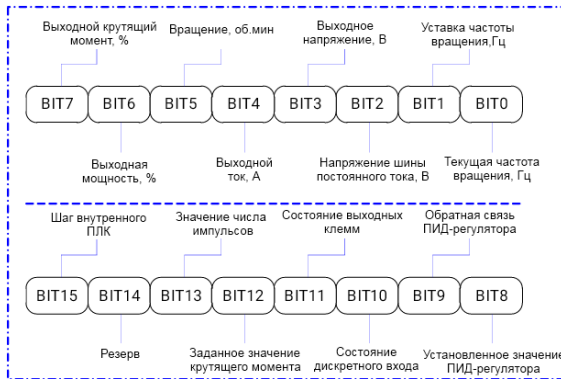 Выходной крутящий
момент, %
Вращение, об.мин
Выходное
напряжение, В
Уставка частоты
вращения,Гц
BIT7 BIT6 BIT5 BIT4 BIT3 BIT2 BIT1 BIT0
Выходная
мощность, %
Выходной
ток, А
Напряжение шины
постоянного тока, В
Текущая частота
вращения, Гц
Шаг внутренного
ПЛК
Значение числа
импульсов
Состояние выходных
клемм
Обратная связь
ПИД-регулятора
BIT15 BIT14 BIT13 BIT12 BIT11 BIT10 BIT9 BIT8
Резерв
Заданное значение
крутящего момента
Состояние
дискретного входа
Установленное значение
ПИД-регулятора